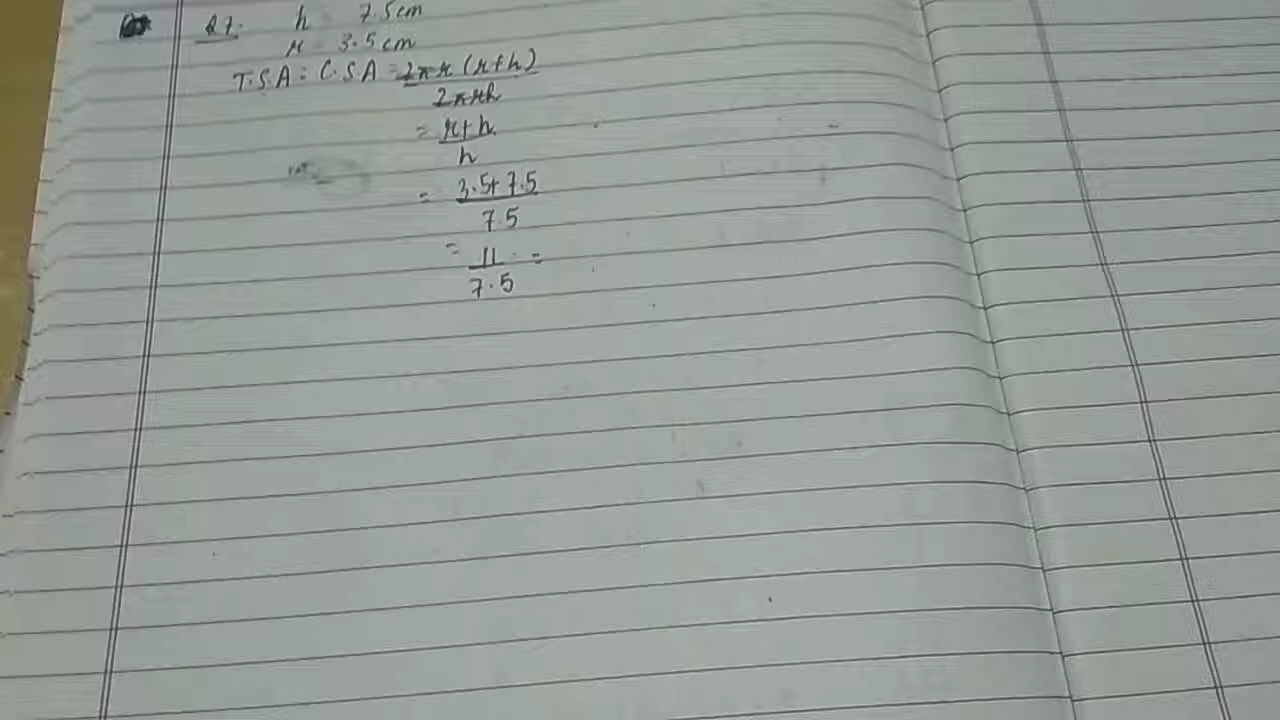 Q7. h = 7.5cm
r = 3.5cm
T.S.A : C.S.A = 2πr (r+h)
2πrh
= r+h
h
= 3.5+7.5
7.5
= 11 =
7.5